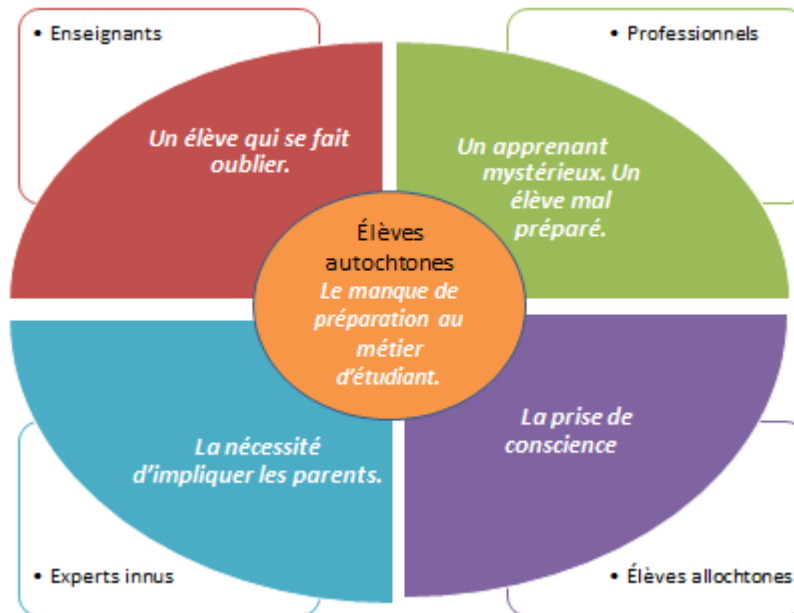 • Enseignants
• Professionnels
Un élève qui se fait
oublier.
Un apprenant
mystérieux. Un
élève mal
préparé.
Élèves
autochtones
Le manque de
préparation au
métier
d'étudiant.
La nécessité
d'impliquer les parents.
La prise de
conscience
• Experts innus
• Élèves allochtones